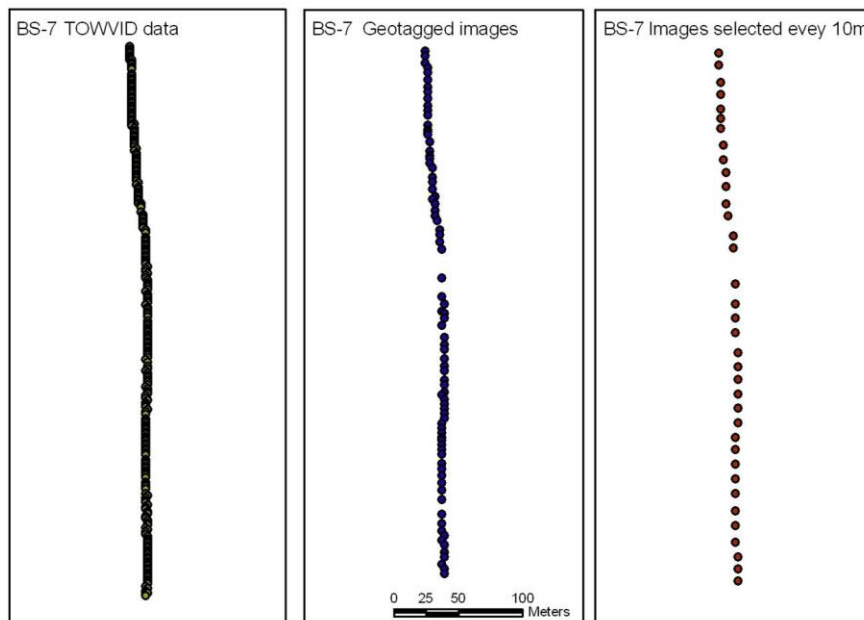 BS-7 TOWVID data
BS-7 Geotagged images
BS-7 Images selected evey 10m
0 25 50 100
Meters